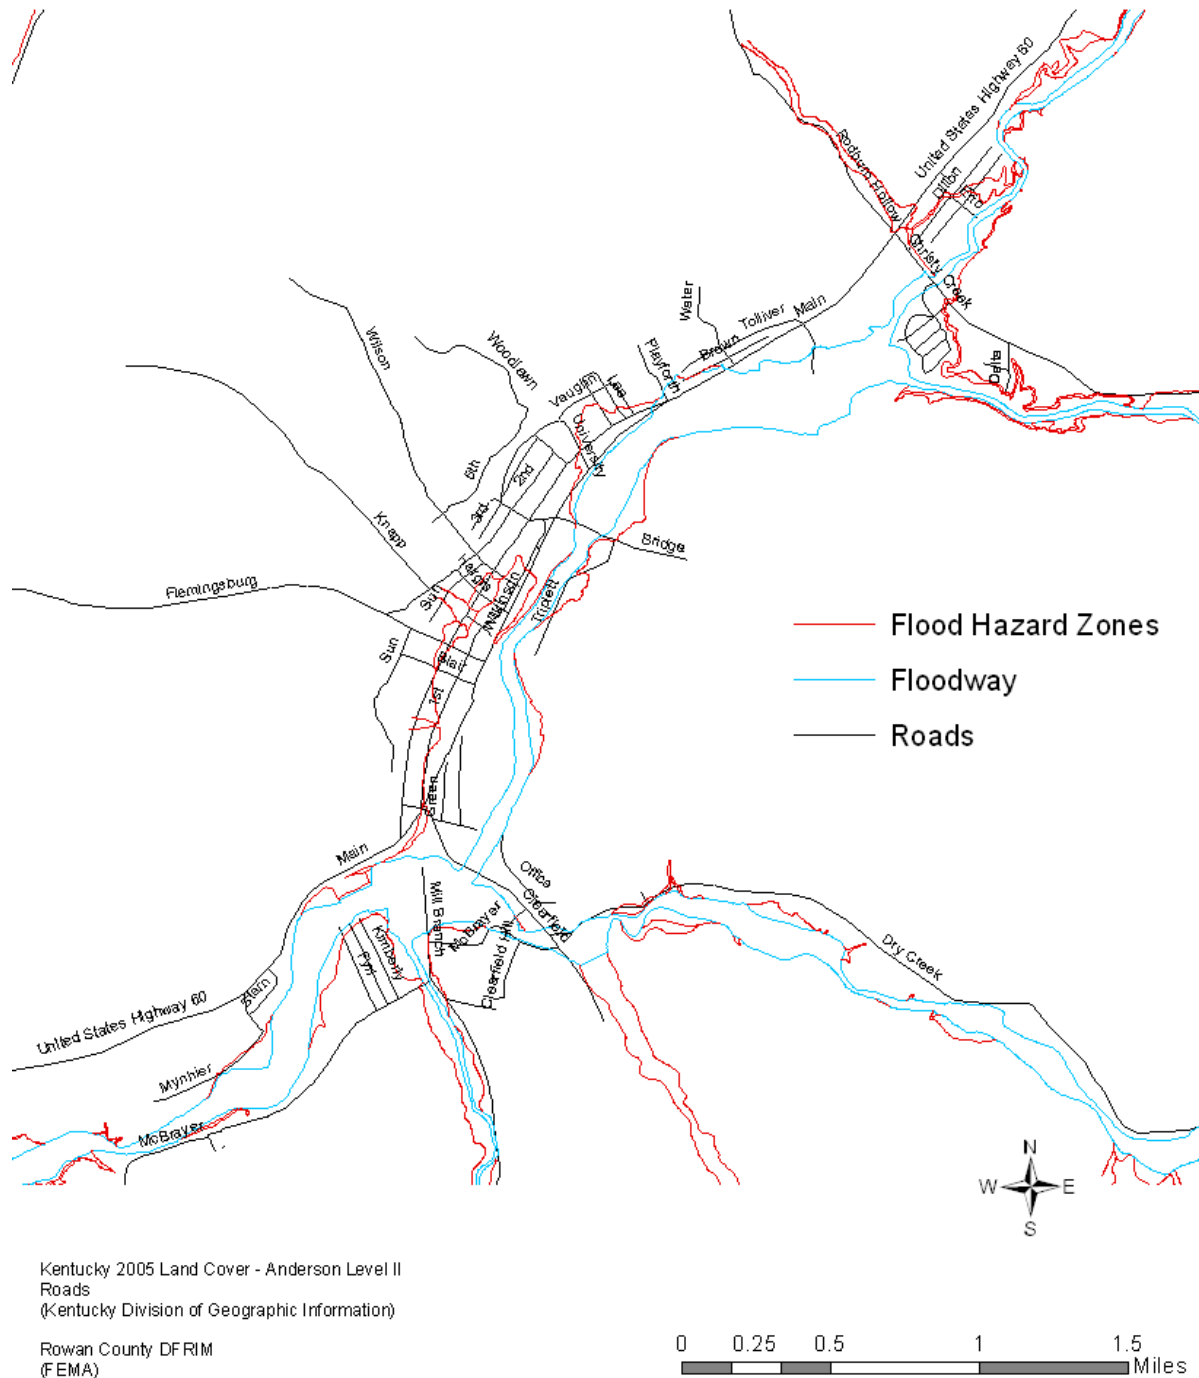 United States Highway 60
Rodburn Hollow
Dillon
Christy Creek
Water
Tolliver
Main
Brown
Playforth
Delta
Wilson
Woodlawn
Vaughn
Lee
University
6th
2nd
3rd
Knapp
Bridge
Flemingsburg
Hargis
Sun
Triplett
Flood Hazard Zones
Sun
Blair
Floodway
1st
Roads
Green
Main
Office
Clearfield
Mill Branch
McBrayer
Kimberly
Clearfield Hill
Dry Creek
United States Highway 60
Mynhier
McBrayer
N
W
E
S
Kentucky 2005 Land Cover - Anderson Level II
Roads
(Kentucky Division of Geographic Information)
Rowan County DFRIM
(FEMA)
0 0.25 0.5 1 1.5
Miles